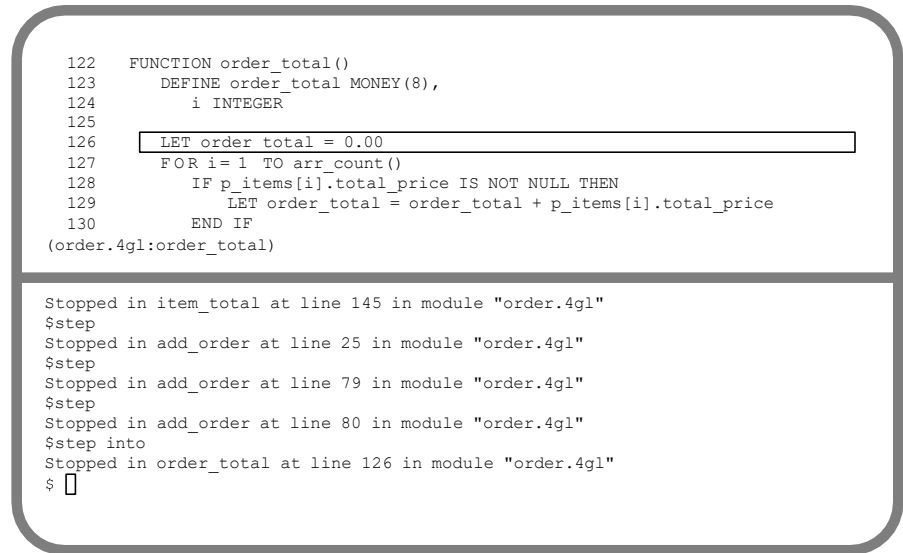 122 FUNCTION order_total()
123 DEFINE order_total MONEY(8),
124 i INTEGER
125
126 LET order total = 0.00
127 FOR i= 1 TO arr_count()
128 IF p_items[i].total_price IS NOT NULL THEN
129 LET order_total = order_total + p_items[i].total_price
130 END IF
(order.4gl:order_total)
Stopped in item_total at line 145 in module "order.4gl"
$step
Stopped in add_order at line 25 in module "order.4gl"
$step
Stopped in add_order at line 79 in module "order.4gl"
$step
Stopped in add_order at line 80 in module "order.4gl"
$step into
Stopped in order_total at line 126 in module "order.4gl"
$